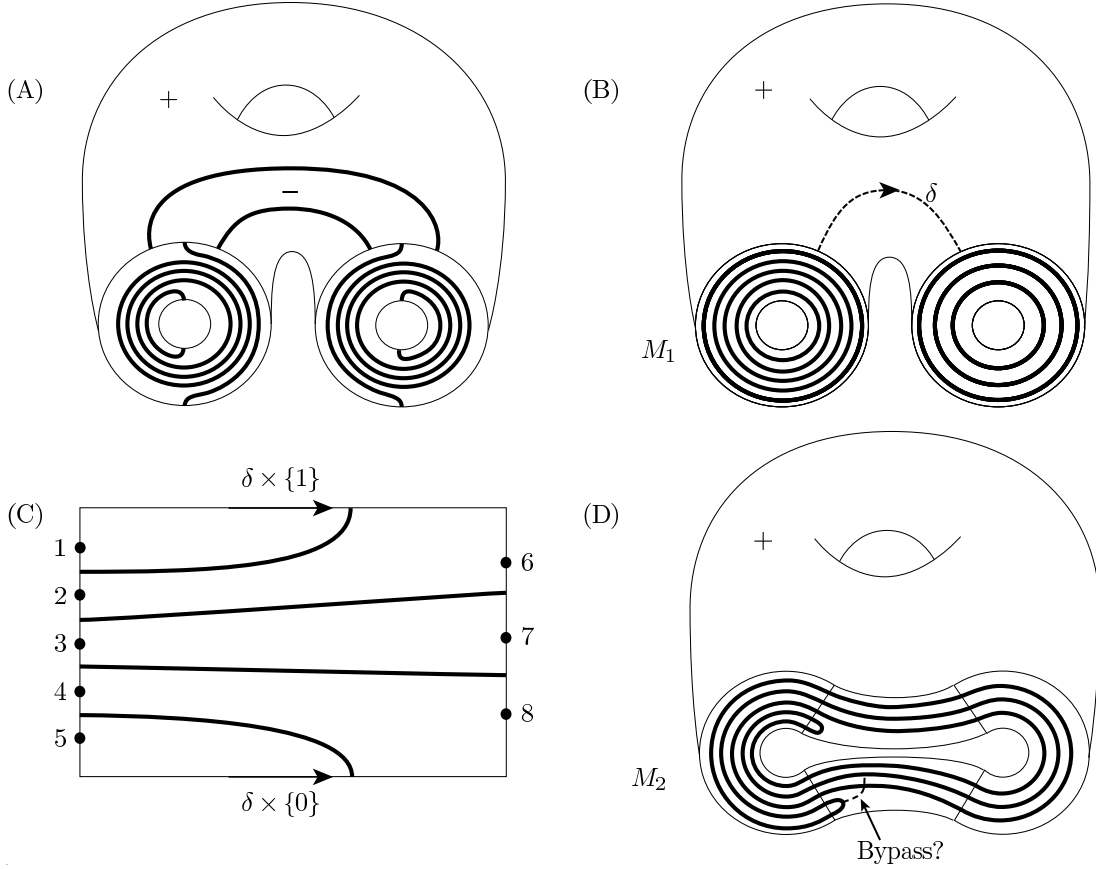 (A)
+
−
(B)
+
δ
M₁
(C)
δ × {1}
1
2
3
4
5
6
7
8
δ × {0}
(D)
+
M₂
Bypass?